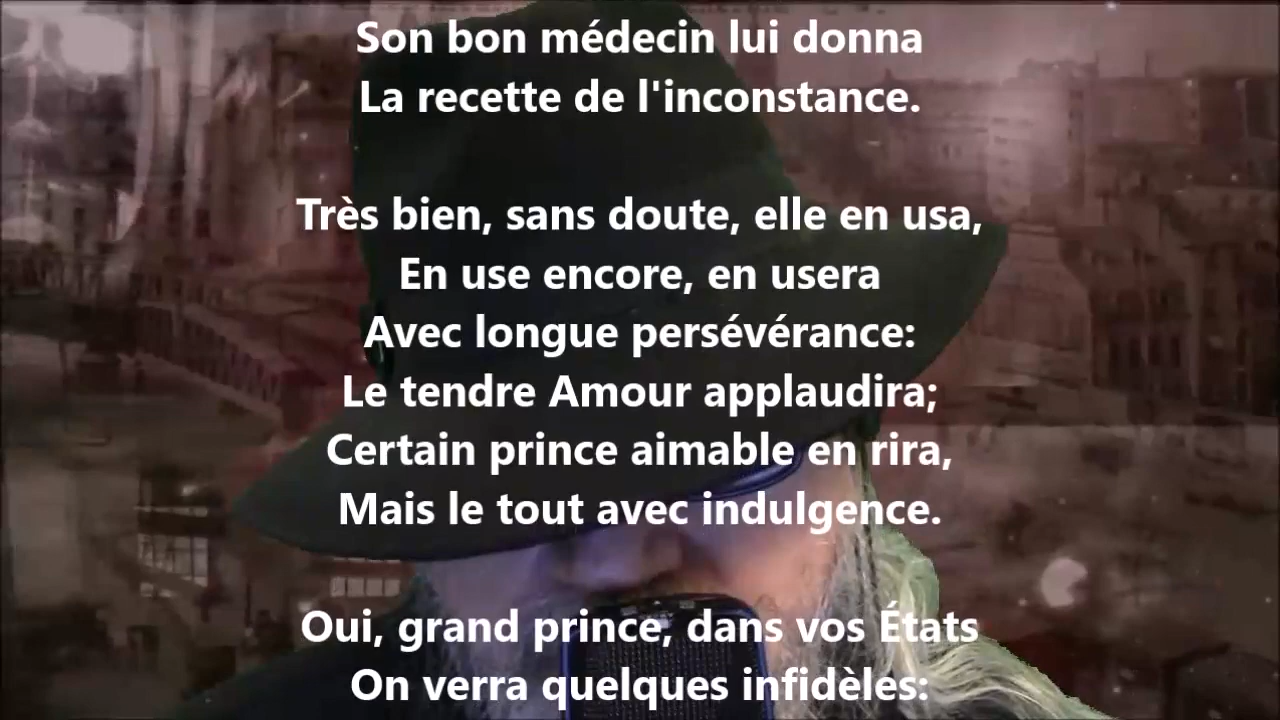 Son bon médecin lui donna
La recette de l'inconstance.
Très bien, sans doute, elle en usa,
En use encore, en usera
Avec longue persévérance:
Le tendre Amour applaudira;
Certain prince aimable en rira,
Mais le tout avec indulgence.
Oui, grand prince, dans vos États
On verra quelques infidèles: